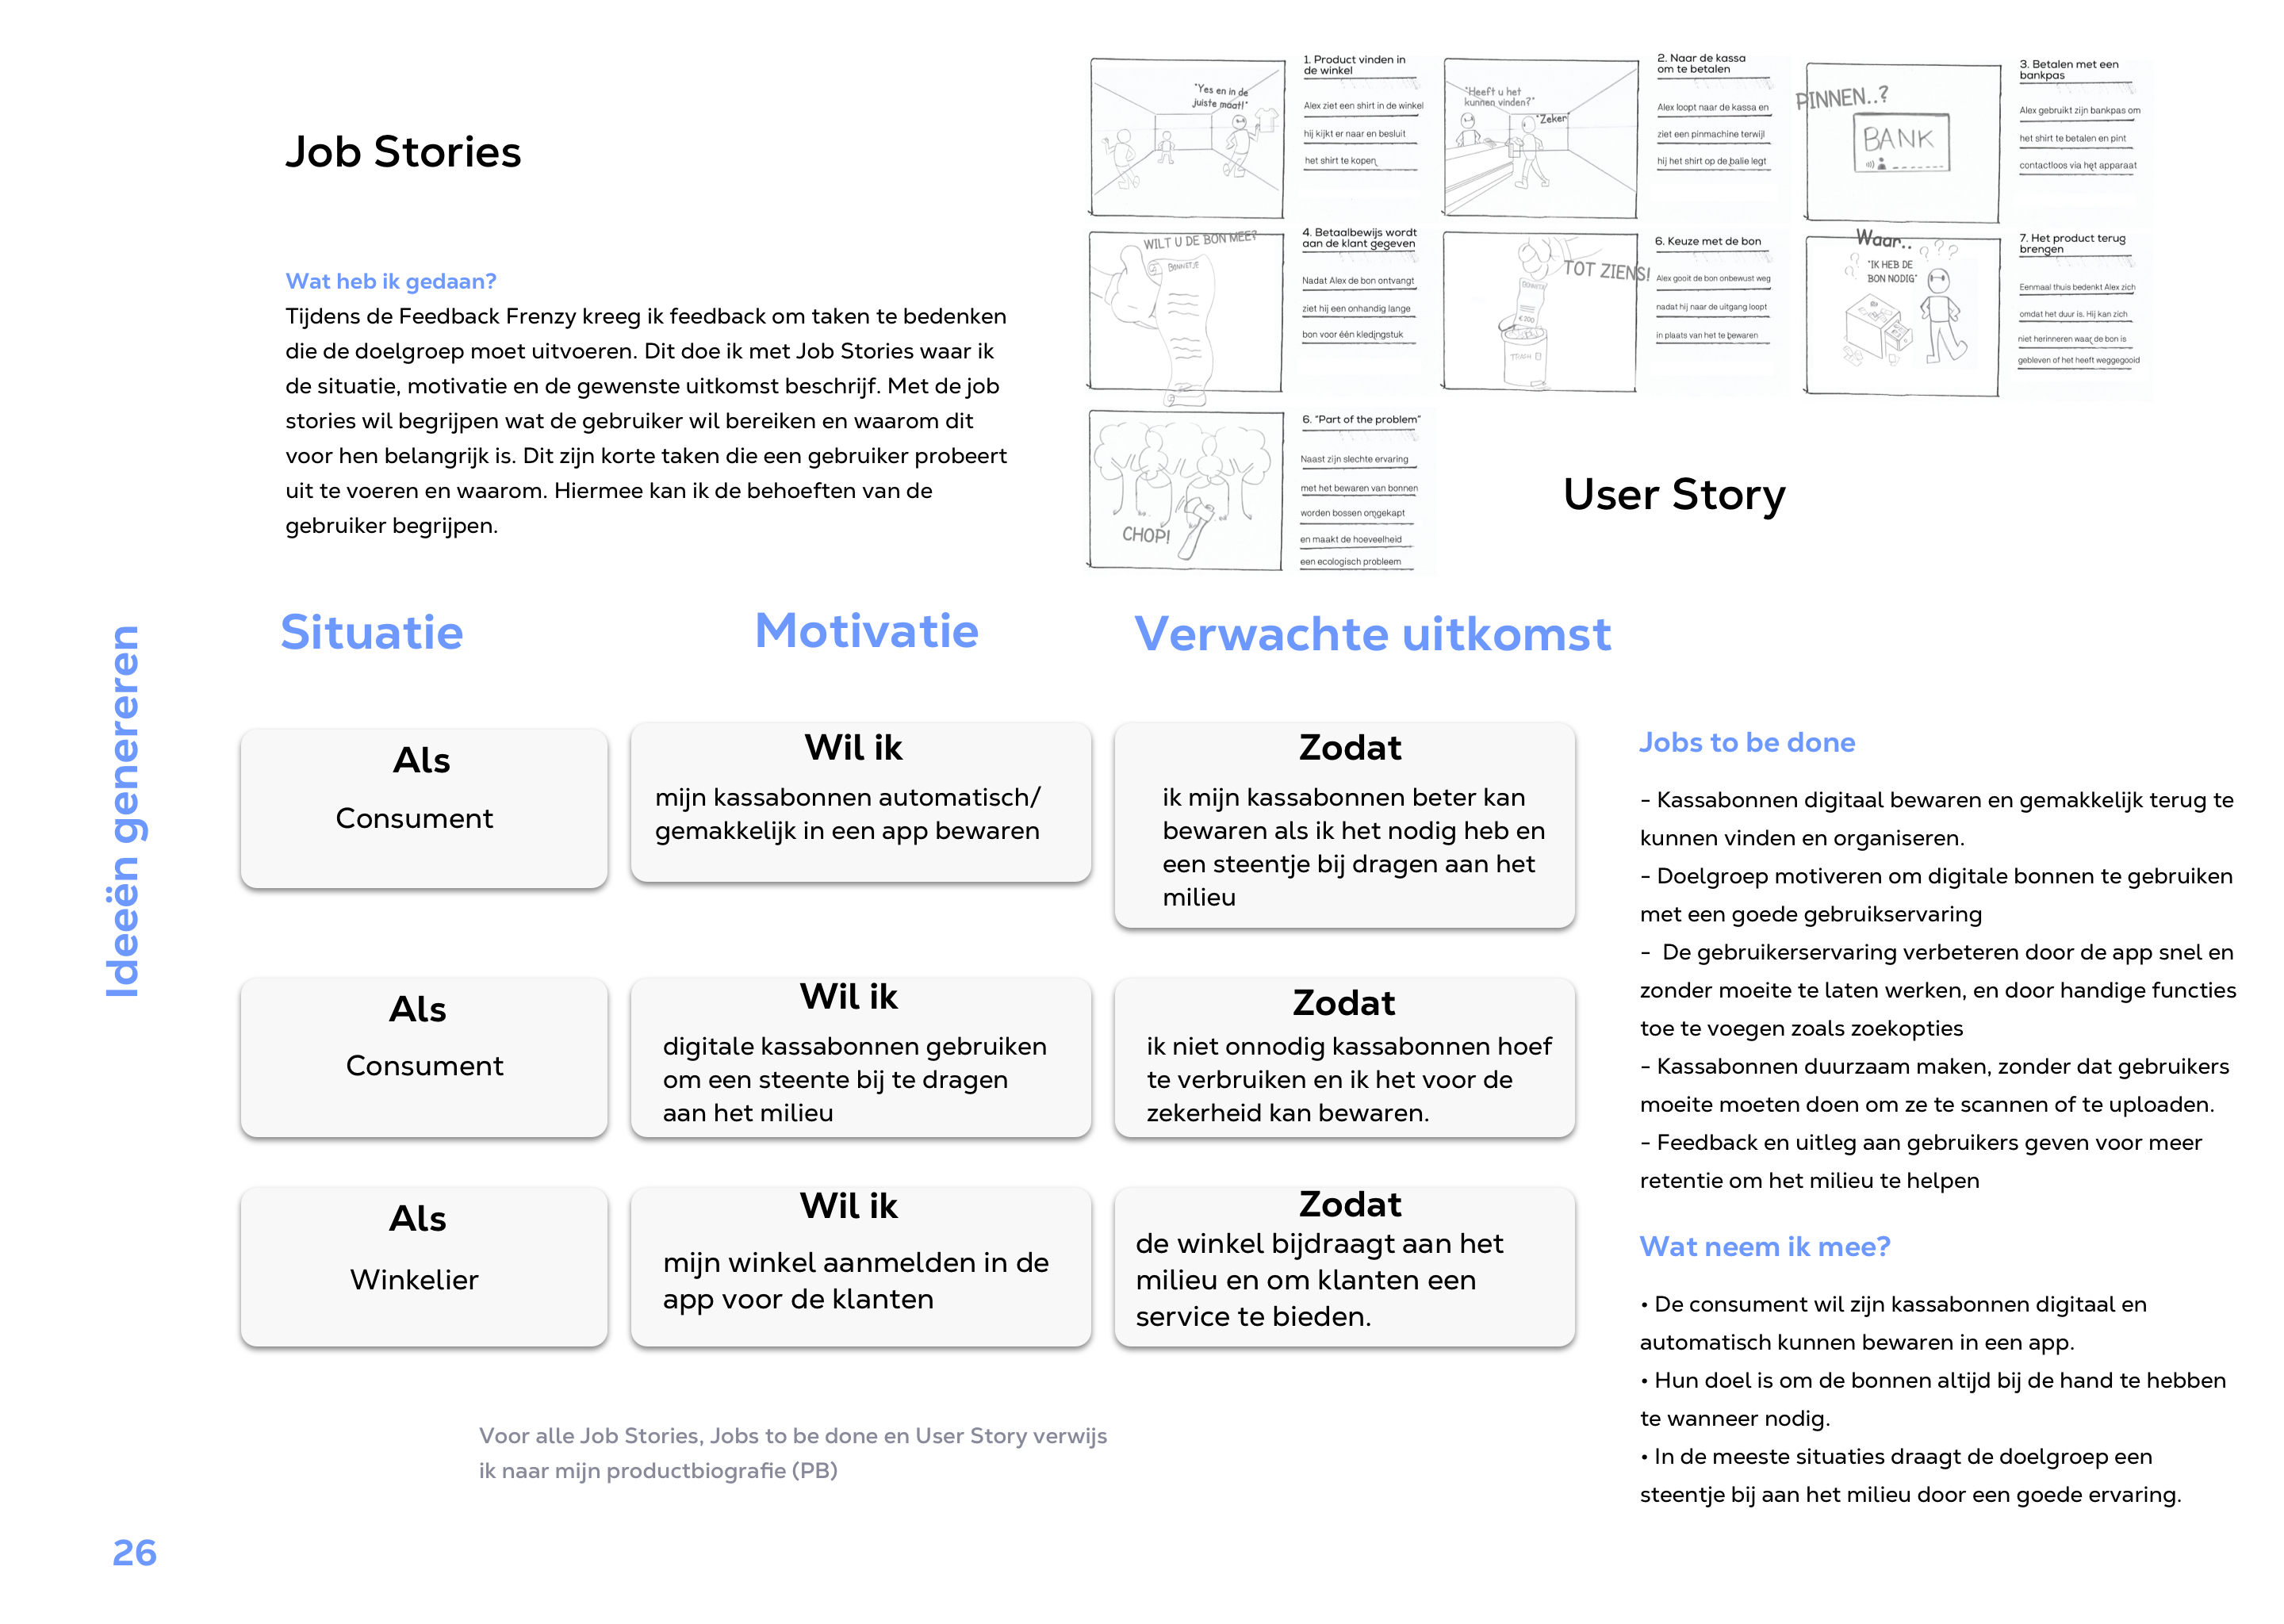 Job Stories
Wat heb ik gedaan?
Tijdens de Feedback Frenzy kreeg ik feedback om taken te bedenken
die de doelgroep moet uitvoeren. Dit doe ik met Job Stories waar ik
de situatie, motivatie en de gewenste uitkomst beschrijf. Met de job
stories wil begrijpen wat de gebruiker wil bereiken en waarom dit
voor hen belangrijk is. Dit zijn korte taken die een gebruiker probeert
uit te voeren en waarom. Hiermee kan ik de behoeften van de
gebruiker begrijpen.
"Yes en in de
juiste maat!"
1. Product vinden in
de winkel
Alex ziet een shirt in de winkel
hij kijkt er naar en besluit
het shirt te kopen
"Heeft u het
kunnen vinden?"
"Zeker"
2. Naar de kassa
om te betalen
Alex loopt naar de kassa en
ziet een pinmachine terwijl
hij het shirt op de balie legt
PINNEN..?
BANK
3. Betalen met een
bankpas
Alex gebruikt zijn bankpas om
het shirt te betalen en pint
contactloos via het apparaat
WILT U DE BON MEE?
BONNETJE
4. Betaalbewijs wordt
aan de klant gegeven
Nadat Alex de bon ontvangt
ziet hij een onhandig lange
bon voor één kledingstuk
TOT ZIENS!
BONNETJE
€200
TRASH
6. Keuze met de bon
Alex gooit de bon onbewust weg
nadat hij naar de uitgang loopt
in plaats van het te bewaren
Waar..
? ? ?
"IK HEB DE
BON NODIG"
7. Het product terug
brengen
Eenmaal thuis bedenkt Alex zich
omdat het duur is. Hij kan zich
niet herinneren waar de bon is
gebleven of het heeft weggegooid
CHOP!
6. "Part of the problem"
Naast zijn slechte ervaring
met het bewaren van bonnen
worden bossen omgekapt
en maakt de hoeveelheid
een ecologisch probleem
User Story
Ideeën genereren
Situatie
Motivatie
Verwachte uitkomst
Als
Consument
Wil ik
mijn kassabonnen automatisch/
gemakkelijk in een app bewaren
Zodat
ik mijn kassabonnen beter kan
bewaren als ik het nodig heb en
een steentje bij dragen aan het
milieu
Als
Consument
Wil ik
digitale kassabonnen gebruiken
om een steente bij te dragen
aan het milieu
Zodat
ik niet onnodig kassabonnen hoef
te verbruiken en ik het voor de
zekerheid kan bewaren.
Als
Winkelier
Wil ik
mijn winkel aanmelden in de
app voor de klanten
Zodat
de winkel bijdraagt aan het
milieu en om klanten een
service te bieden.
Jobs to be done
- Kassabonnen digitaal bewaren en gemakkelijk terug te
kunnen vinden en organiseren.
- Doelgroep motiveren om digitale bonnen te gebruiken
met een goede gebruikservaring
-  De gebruikerservaring verbeteren door de app snel en
zonder moeite te laten werken, en door handige functies
toe te voegen zoals zoekopties
- Kassabonnen duurzaam maken, zonder dat gebruikers
moeite moeten doen om ze te scannen of te uploaden.
- Feedback en uitleg aan gebruikers geven voor meer
retentie om het milieu te helpen
Wat neem ik mee?
• De consument wil zijn kassabonnen digitaal en
automatisch kunnen bewaren in een app.
• Hun doel is om de bonnen altijd bij de hand te hebben
te wanneer nodig.
• In de meeste situaties draagt de doelgroep een
steentje bij aan het milieu door een goede ervaring.
Voor alle Job Stories, Jobs to be done en User Story verwijs
ik naar mijn productbiografie (PB)
26